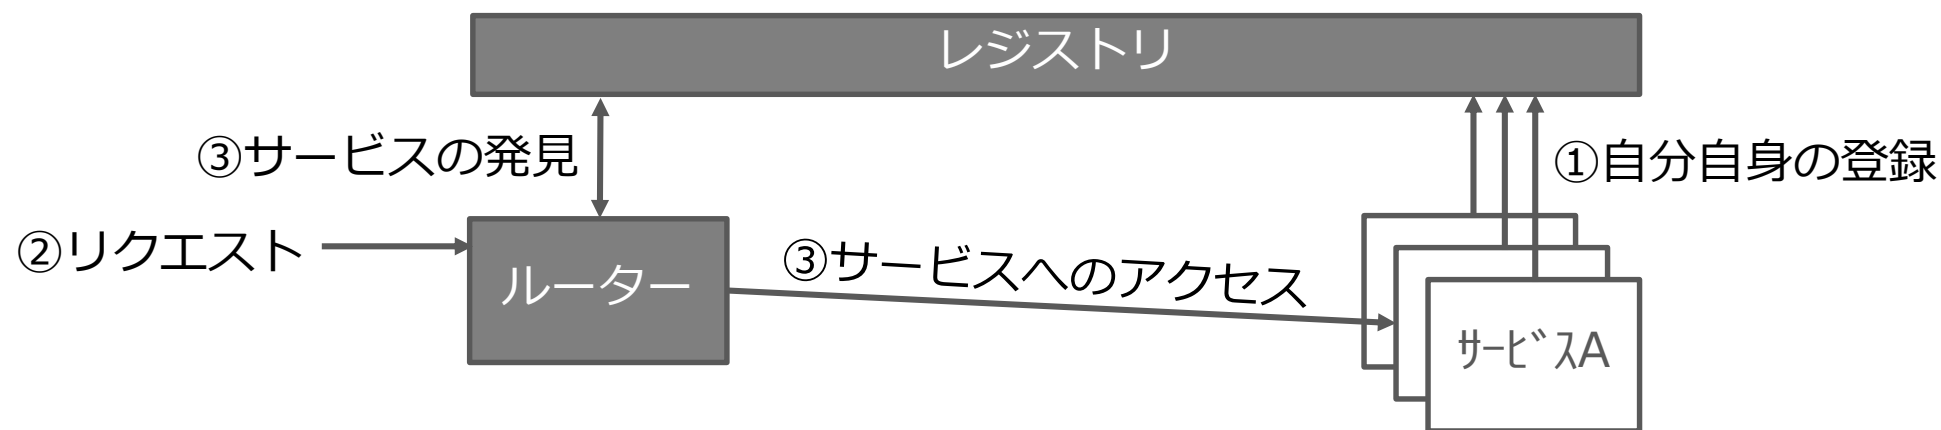 レジストリ
③サービスの発見
①自分自身の登録
②リクエスト
ルーター
③サービスへのアクセス
ｻｰﾋﾞｽA